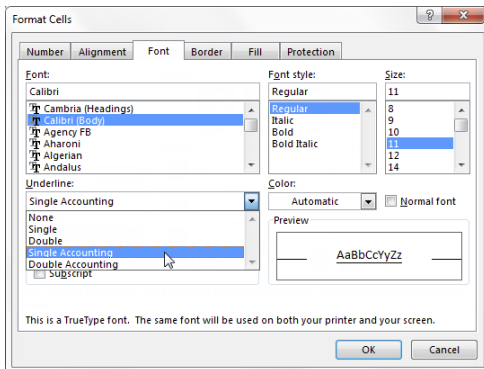 Format Cells
Number Alignment Font Border Fill Protection
Font: Font style: Size:
Calibri Regular 11
Cambria (Headings) Regular 8
Calibri (Body) Italic 9
Agency FB Bold 10
Aharoni Bold Italic 11
Algerian 12
Andalus 14
Underline: Color:
Single Accounting Automatic Normal font
None Preview
Single
Double
Single Accounting AaBbCcYyZz
Double Accounting
Subscript
This is a TrueType font. The same font will be used on both your printer and your screen.
OK Cancel